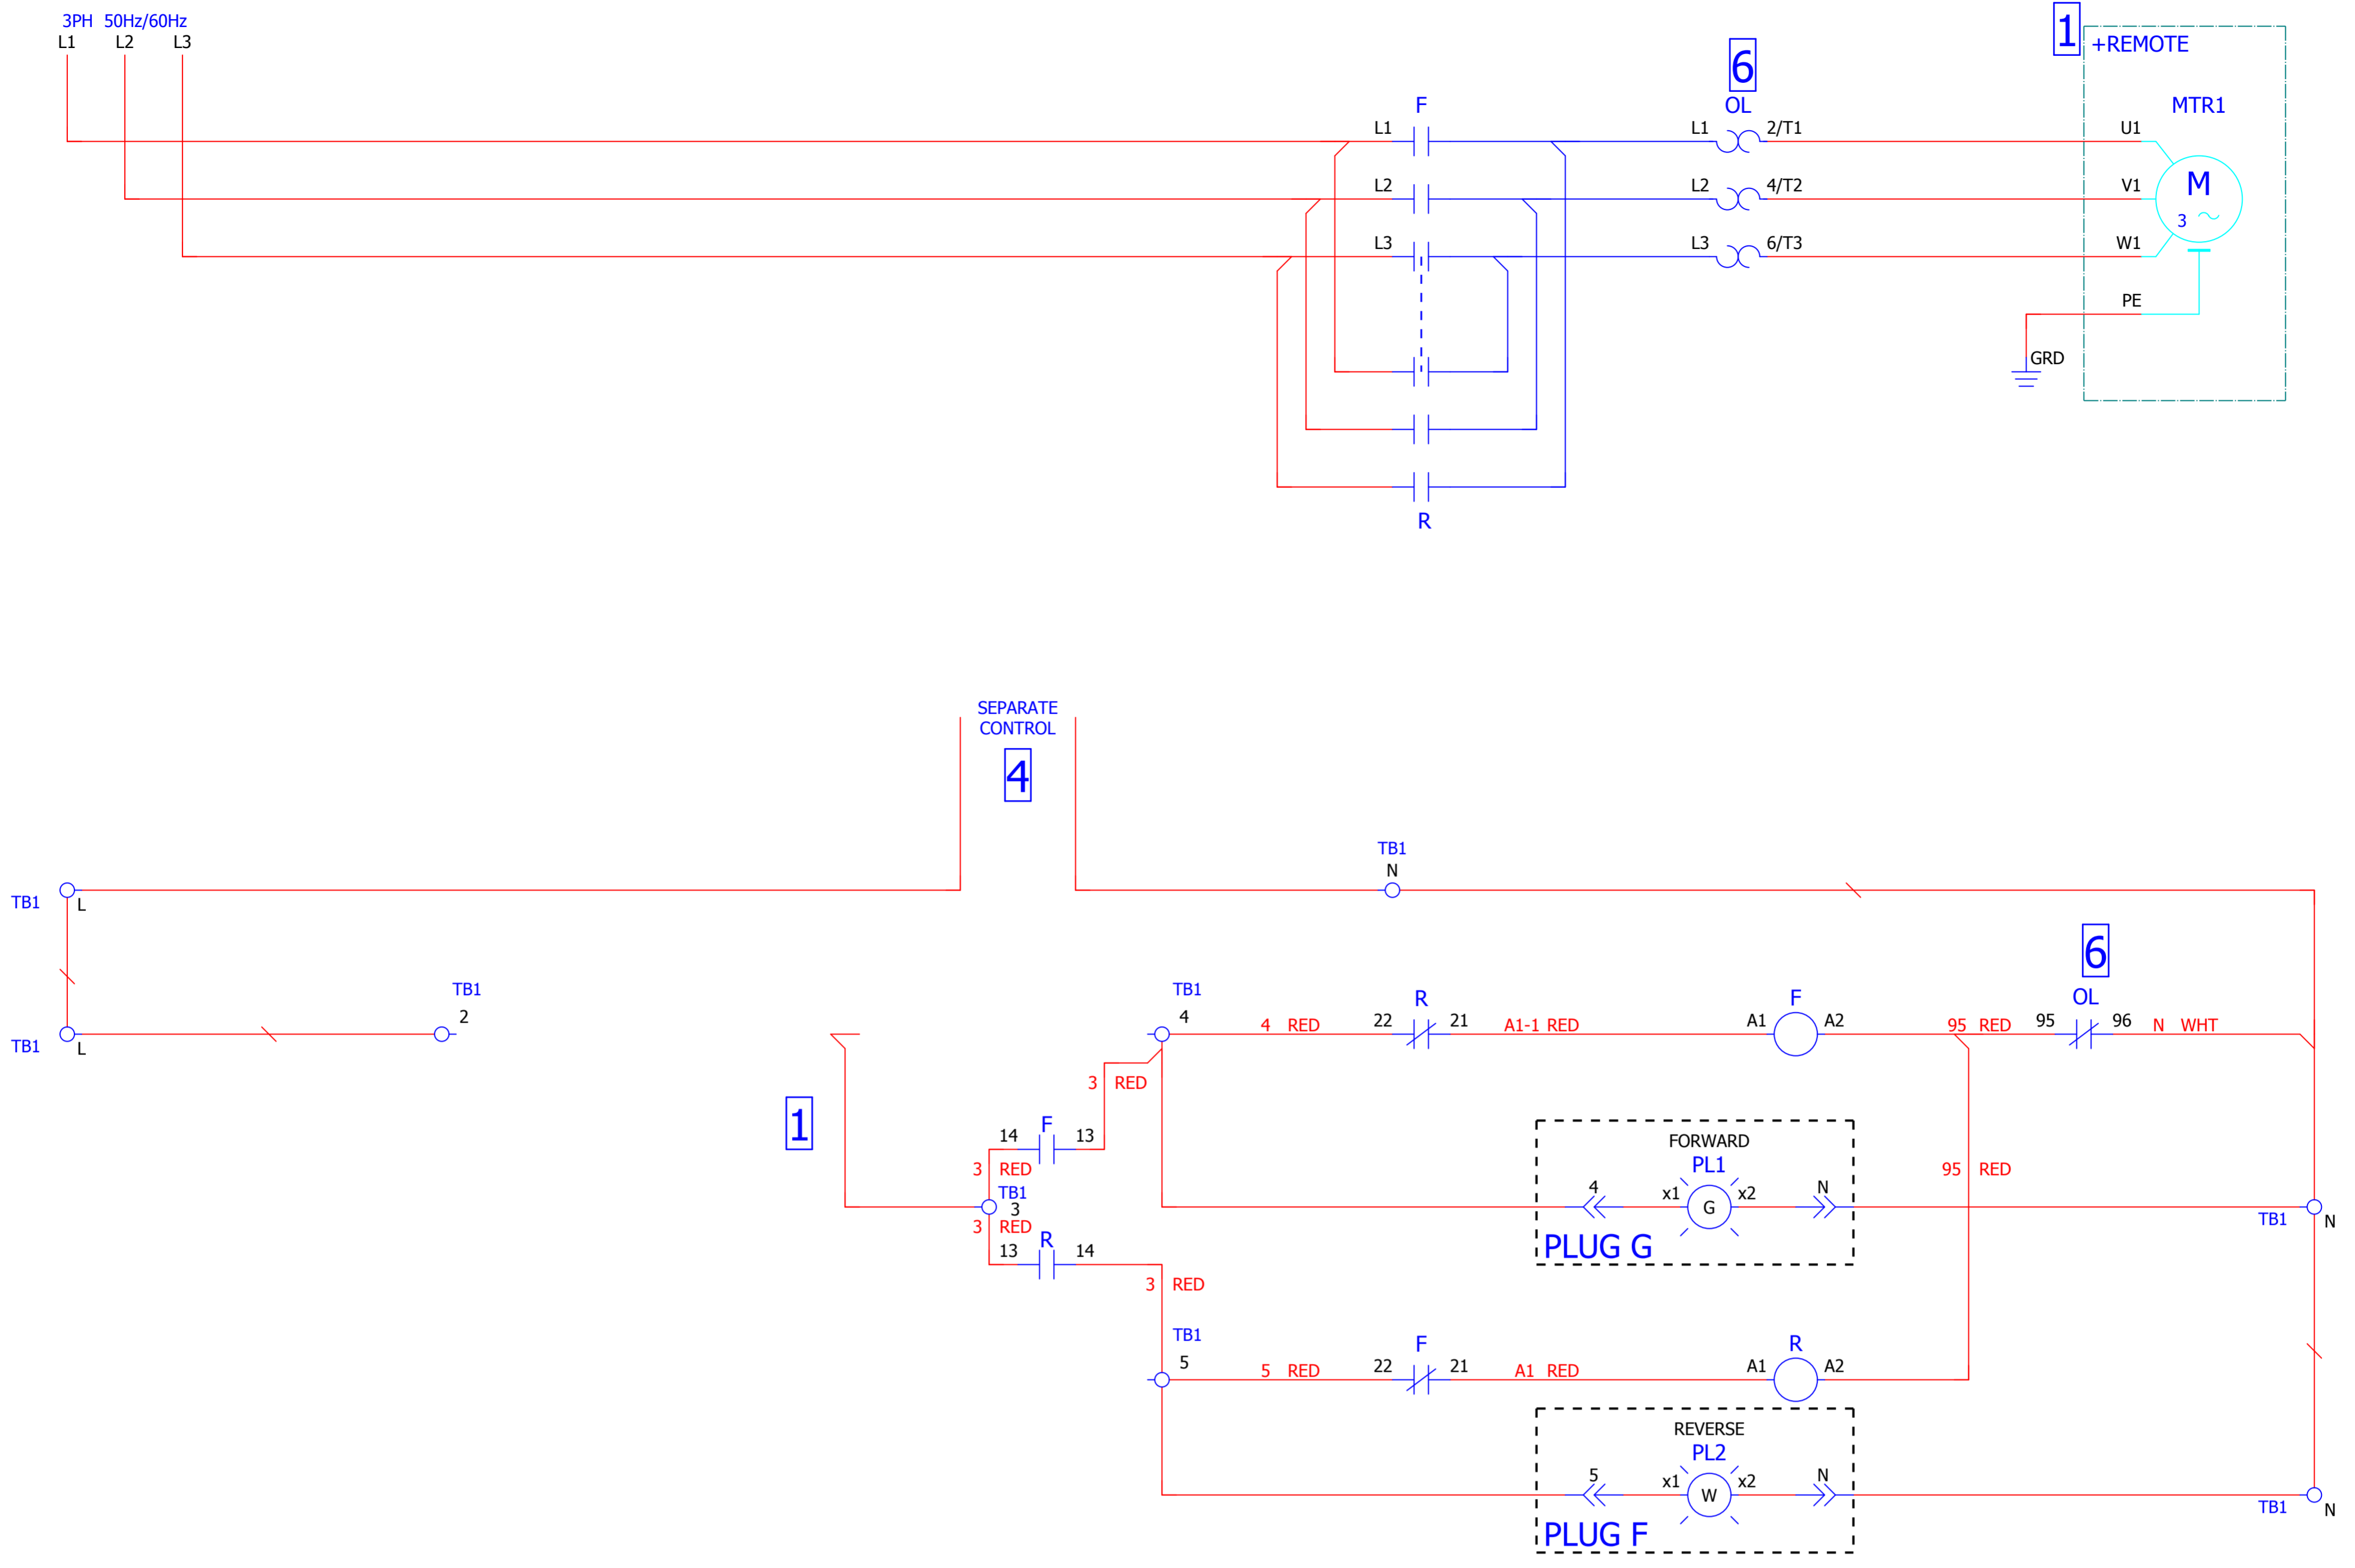 3PH 50Hz/60Hz
L1 L2 L3
1
+REMOTE
6
F OL MTR1
L1 L1 2/T1 U1
M
3
L2 L2 4/T2 V1
L3 L3 6/T3 W1
PE
GRD
R
SEPARATE
CONTROL
4
TB1
N
TB1 L
6
TB1
2
TB1
4
4 RED
R
22 21
A1-1 RED
F
A1 A2
95 RED
OL
95 96
N WHT
TB1 L
3 RED
1
F
14 13
3 RED
TB1
3
3 RED
R
13 14
3 RED
FORWARD
PL1
4 x1 G x2 N
PLUG G
95 RED
TB1 N
TB1
5
5 RED
F
22 21
A1 RED
R
A1 A2
REVERSE
PL2
5 x1 W x2 N
PLUG F
TB1 N